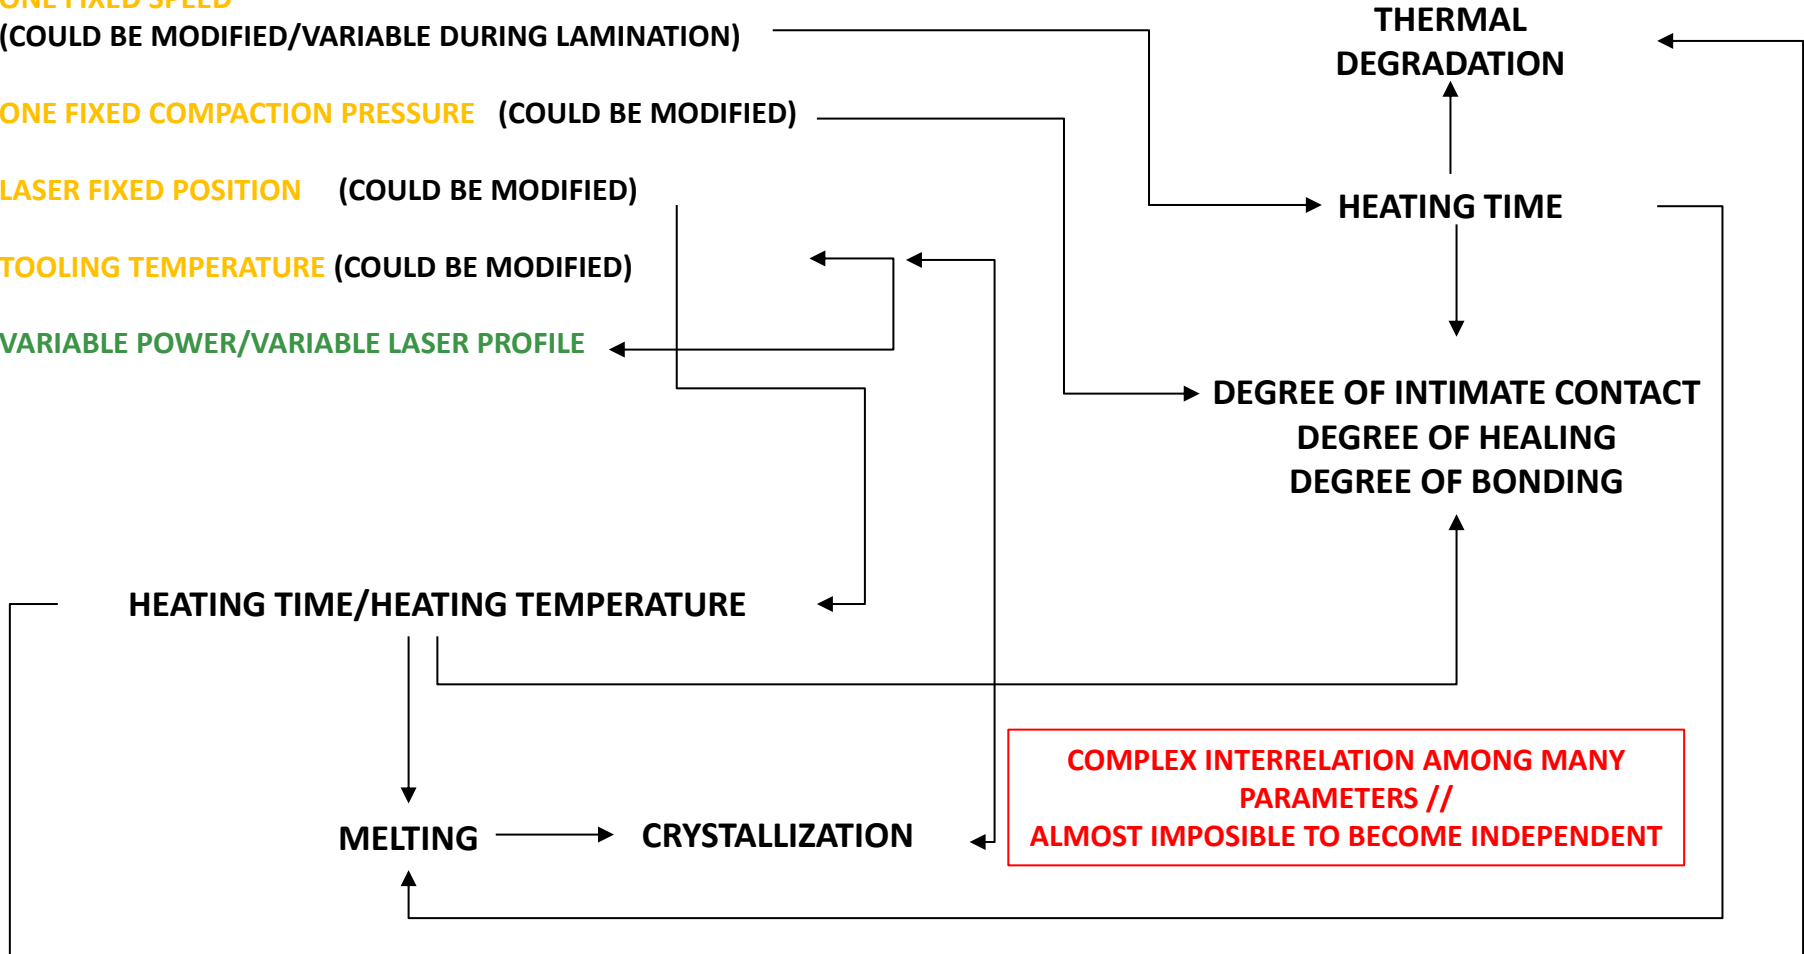 ONE FIXED SPEED
(COULD BE MODIFIED/VARIABLE DURING LAMINATION)
ONE FIXED COMPACTION PRESSURE (COULD BE MODIFIED)
LASER FIXED POSITION (COULD BE MODIFIED)
TOOLING TEMPERATURE (COULD BE MODIFIED)
VARIABLE POWER/VARIABLE LASER PROFILE
THERMAL
DEGRADATION
HEATING TIME
DEGREE OF INTIMATE CONTACT
DEGREE OF HEALING
DEGREE OF BONDING
HEATING TIME/HEATING TEMPERATURE
MELTING
CRYSTALLIZATION
COMPLEX INTERRELATION AMONG MANY
PARAMETERS //
ALMOST IMPOSIBLE TO BECOME INDEPENDENT